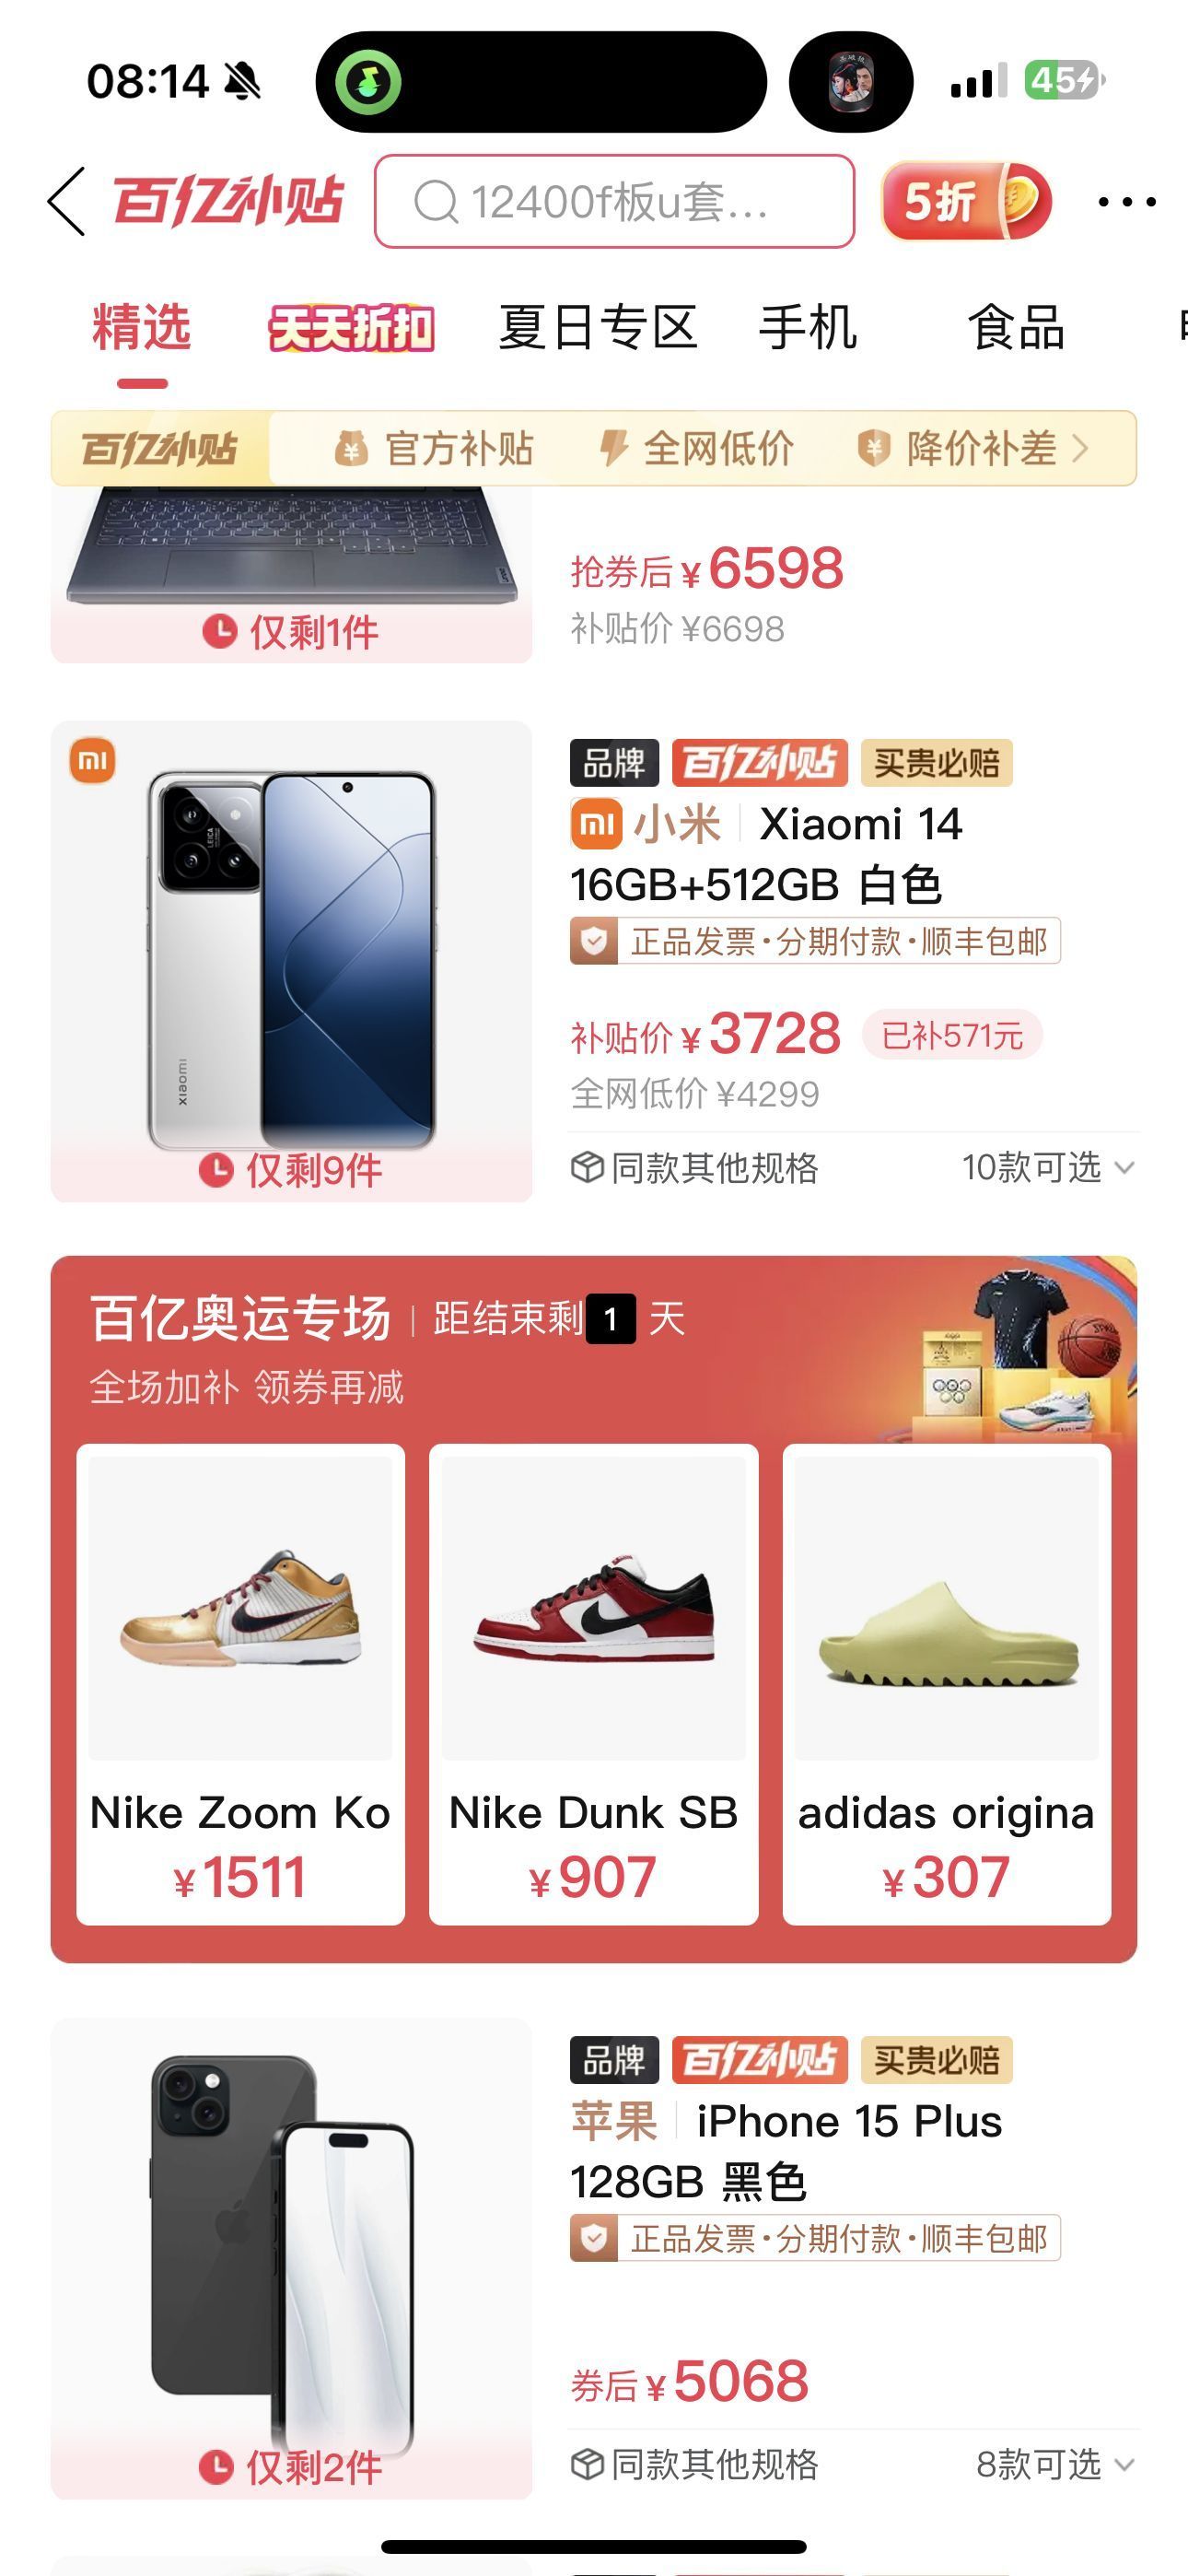 08:14
45
百亿补贴
12400f板u套...
5折
精选 天天折扣 夏日专区 手机 食品
百亿补贴 官方补贴 全网低价 降价补差
抢券后 ¥6598
补贴价 ¥6698
仅剩1件
品牌 百亿补贴 买贵必赔
小米 Xiaomi 14
16GB+512GB 白色
正品发票·分期付款·顺丰包邮
补贴价 ¥3728 已补571元
全网低价 ¥4299
LEICA
xiaomi
仅剩9件
同款其他规格 10款可选
百亿奥运专场 距结束剩 1 天
全场加补 领券再减
Nike Zoom Ko
¥1511
Nike Dunk SB
¥907
adidas origina
¥307
品牌 百亿补贴 买贵必赔
苹果 iPhone 15 Plus
128GB 黑色
正品发票·分期付款·顺丰包邮
券后 ¥5068
仅剩2件
同款其他规格 8款可选